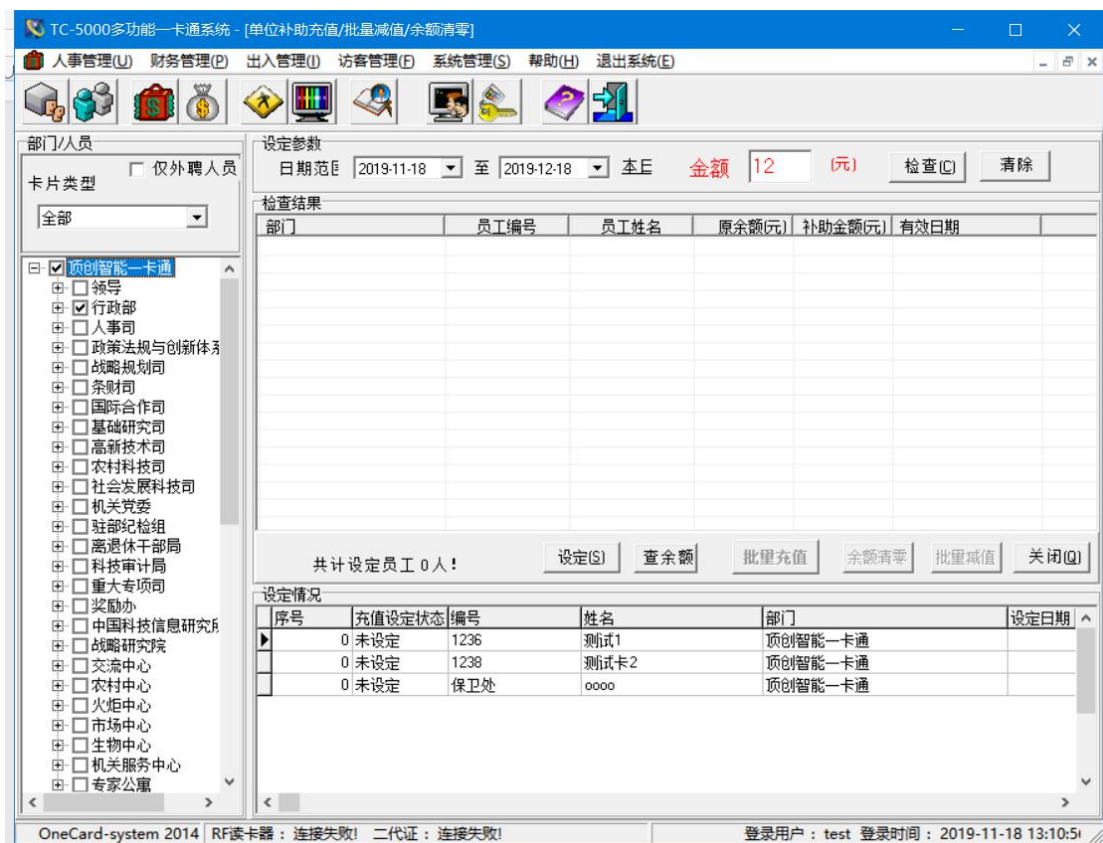 TC-5000多功能一卡通系统 - [单位补助充值/批量减值/余额清零]
人事管理(U) 财务管理(P) 出入管理(I) 访客管理(F) 系统管理(S) 帮助(H) 退出系统(E)
部门/人员
仅外聘人员
卡片类型
全部
顶创智能一卡通
领导
行政部
人事司
政策法规与创新体系
战略规划司
条财司
国际合作司
基础研究司
高新技术司
农村科技司
社会发展科技司
机关党委
驻部纪检组
离退休干部局
科技审计局
重大专项司
奖励办
中国科技信息研究所
战略研究院
交流中心
农村中心
火炬中心
市场中心
生物中心
机关服务中心
专家公寓
设定参数
日期范围 2019-11-18 至 2019-12-18 本日 金额 12 (元) 检查(C) 清除
检查结果
部门 员工编号 员工姓名 原余额(元) 补助金额(元) 有效日期
共计设定员工0人! 设定(S) 查余额 批里充值 余额清零 批里减值 关闭(Q)
设定情况
序号 充值设定状态 编号 姓名 部门 设定日期
0 未设定 1236 测试1 顶创智能一卡通
0 未设定 1238 测试卡2 顶创智能一卡通
0 未设定 保卫处 oooo 顶创智能一卡通
OneCard-system 2014 RF读卡器 : 连接失败! 二代证 : 连接失败! 登录用户 : test 登录时间 : 2019-11-18 13:10:5